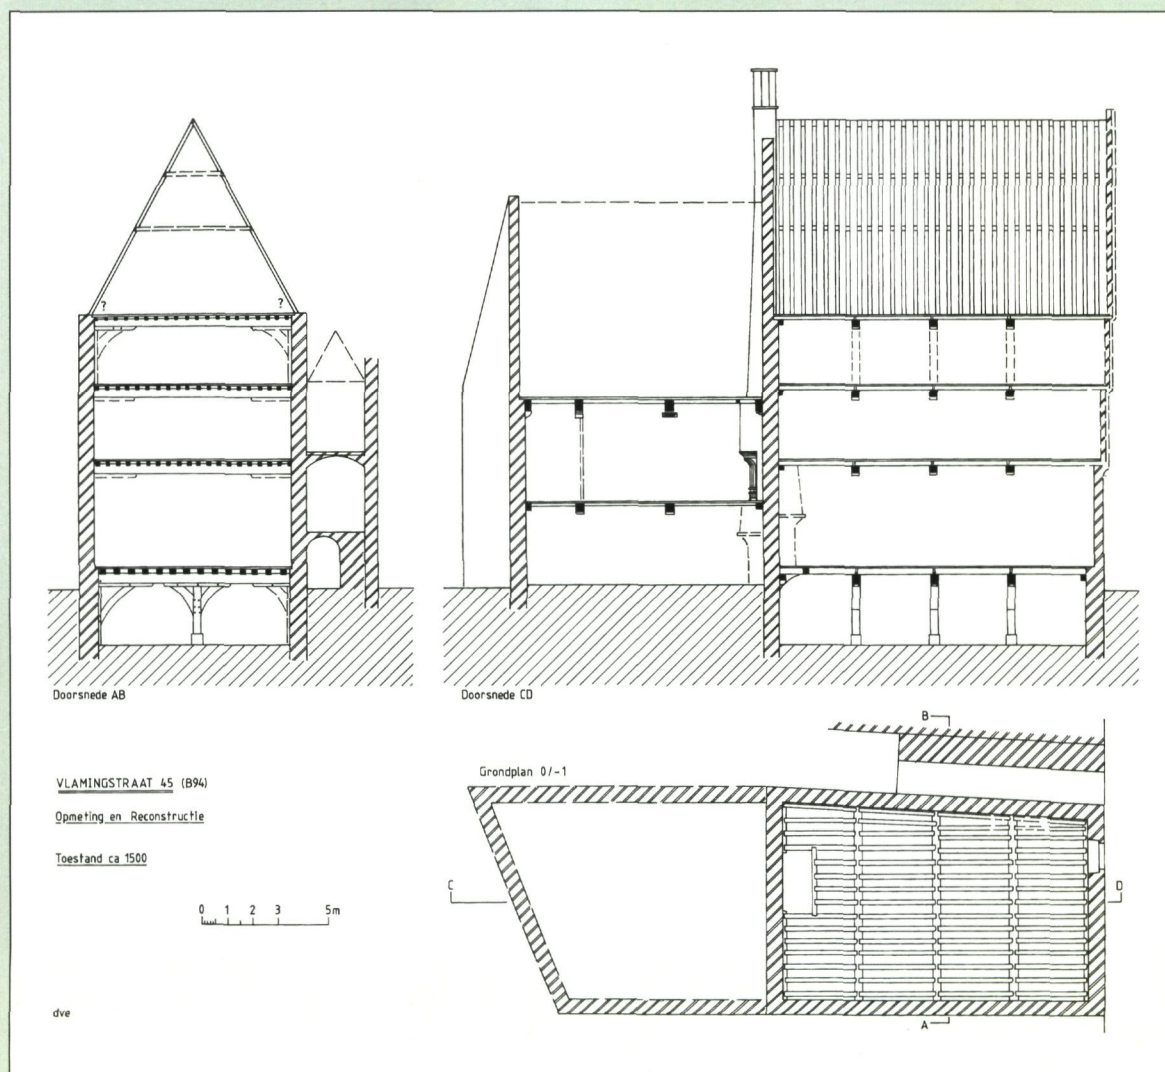 ? ?
Doorsnede AB
Doorsnede CD
B
VLAMINGSTRAAT 45 (B94)
Grondplan 0/-1
Opmeting en Reconstructie
Toestand ca 1500
C
D
0 1 2 3 5m
dve
A